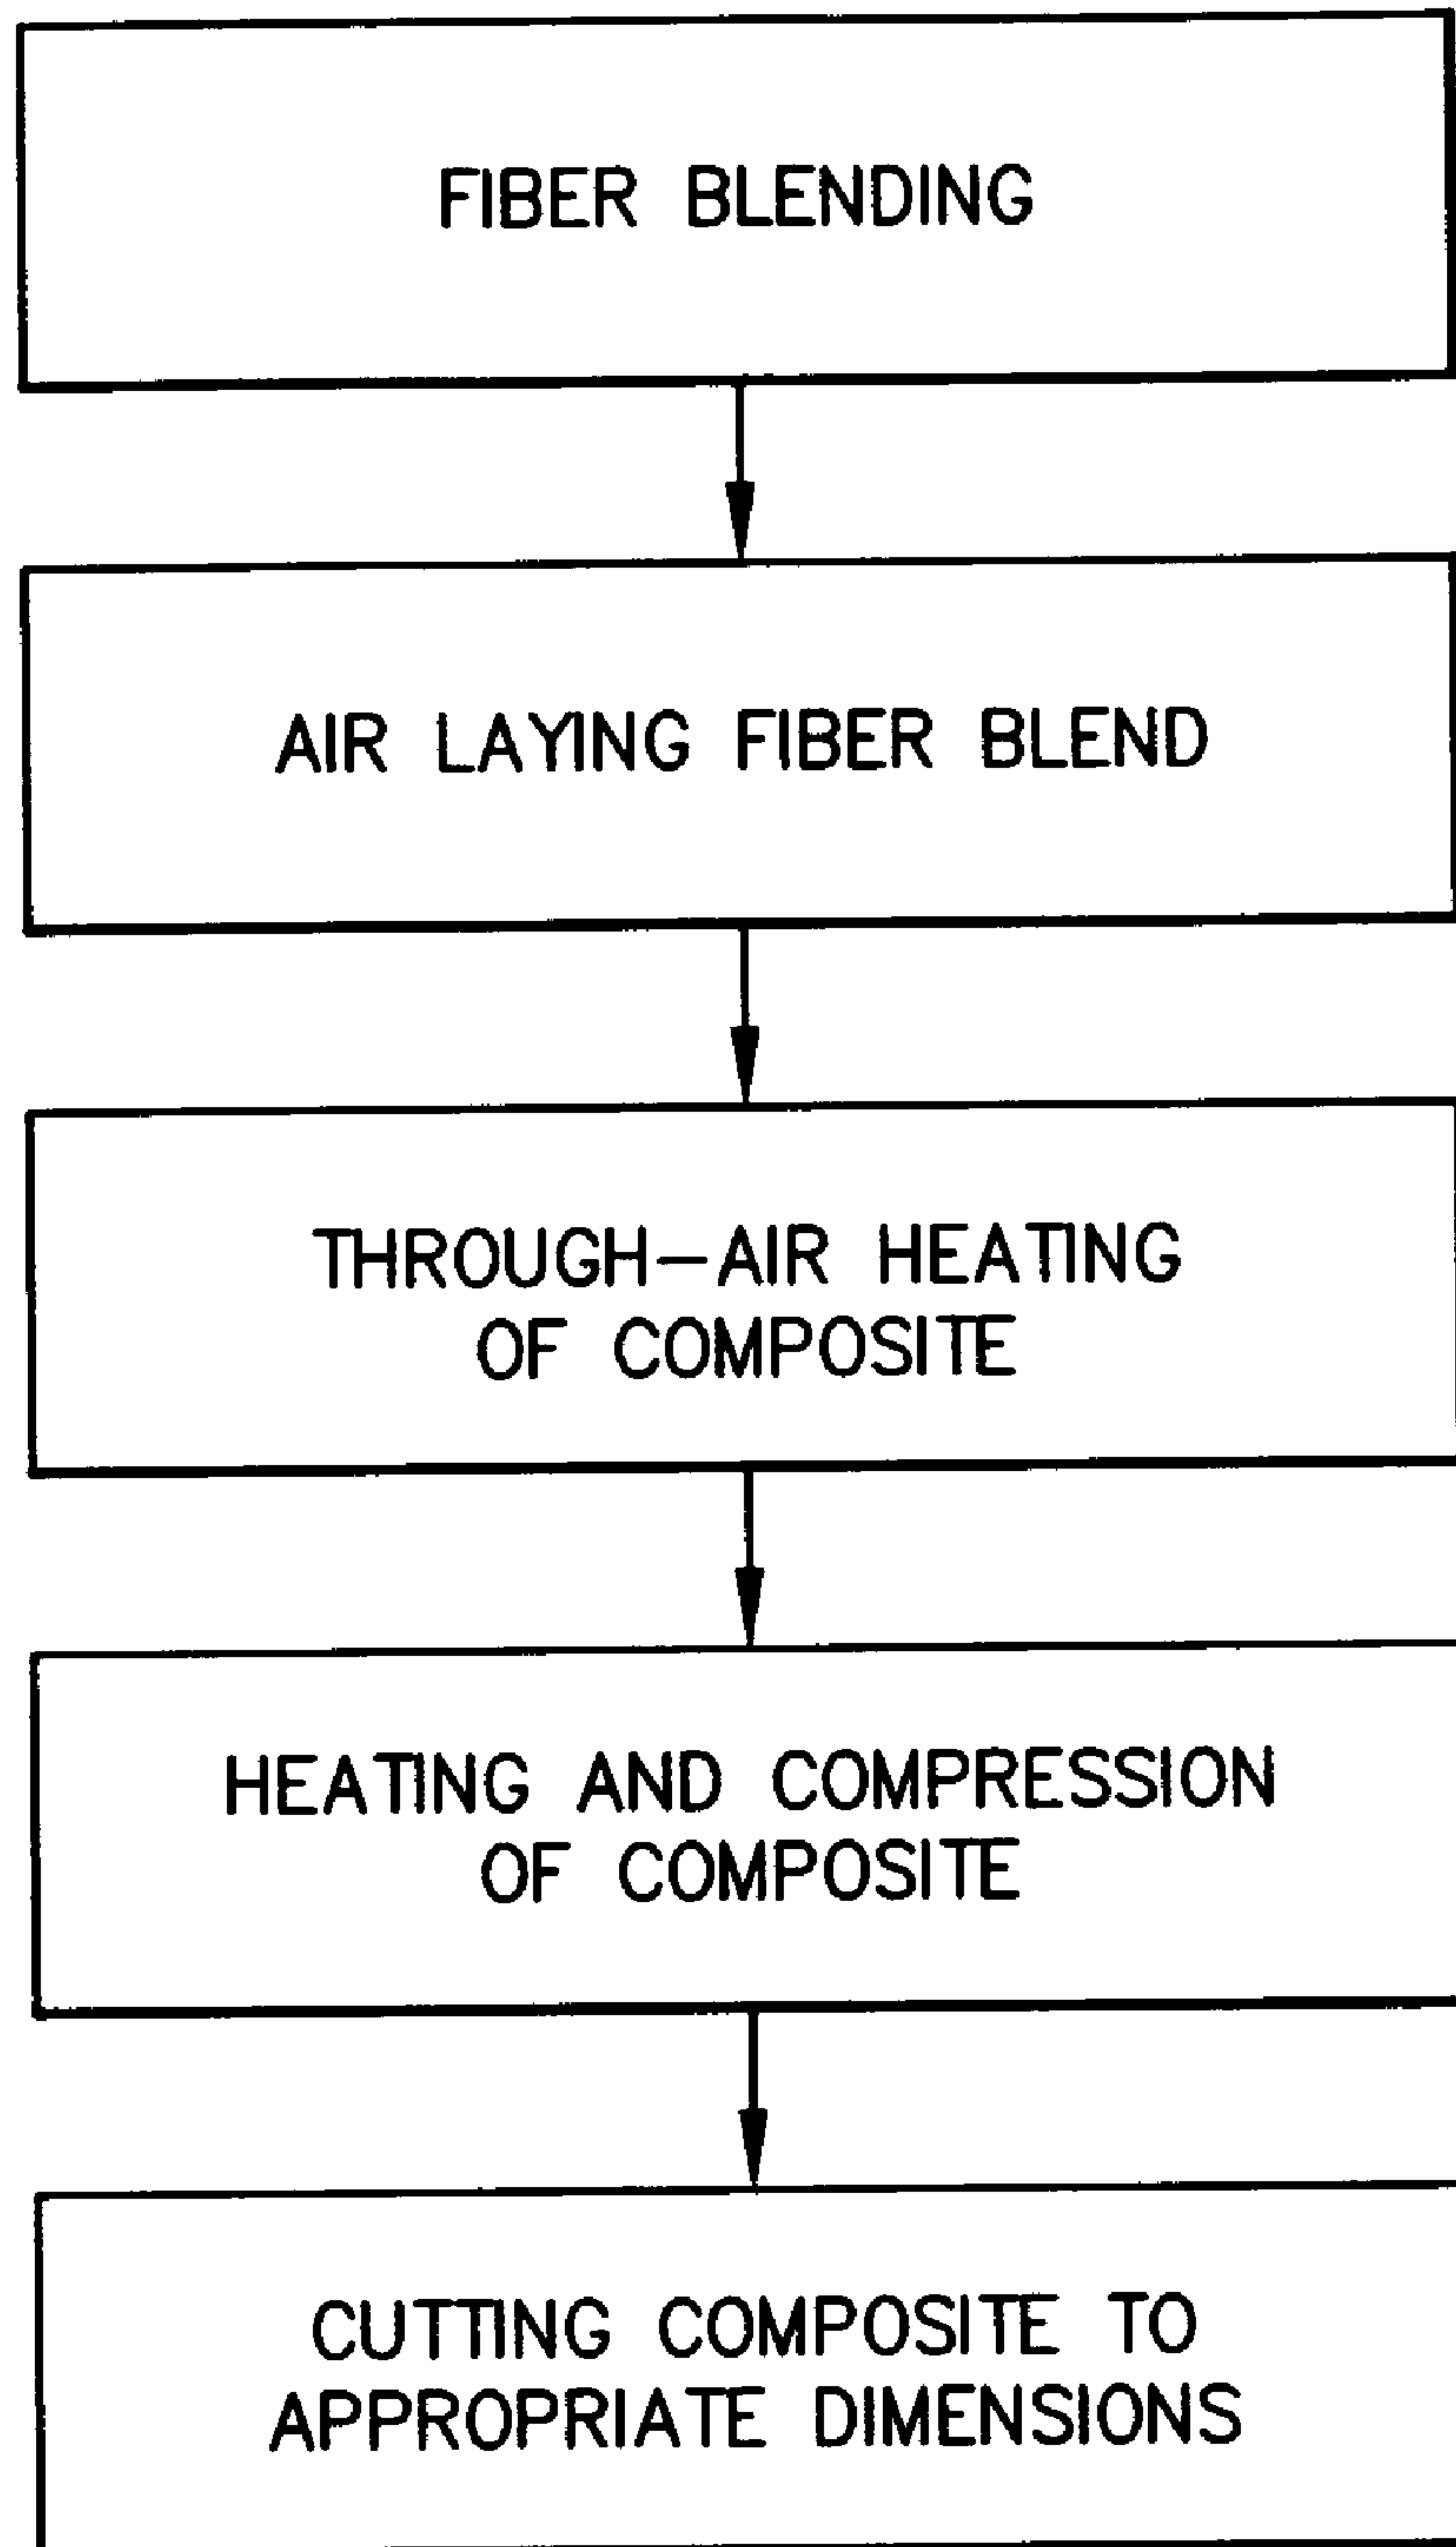 FIBER BLENDING
AIR LAYING FIBER BLEND
THROUGH-AIR HEATING
OF COMPOSITE
HEATING AND COMPRESSION
OF COMPOSITE
CUTTING COMPOSITE TO
APPROPRIATE DIMENSIONS